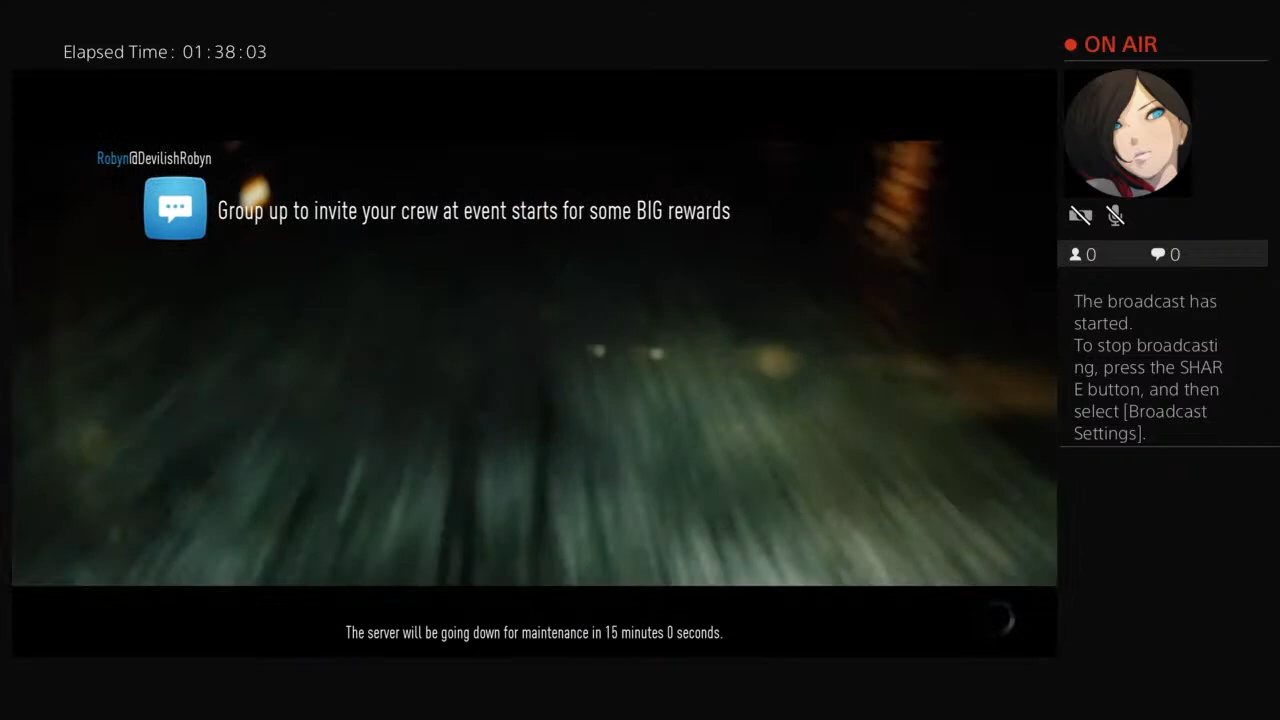 Elapsed Time: 01:38:03
ON AIR
Robyn@DevilishRobyn
Group up to invite your crew at event starts for some BIG rewards
0
0
The broadcast has
started.
To stop broadcasti
ng, press the SHAR
E button, and then
select [Broadcast
Settings].
The server will be going down for maintenance in 15 minutes 0 seconds.